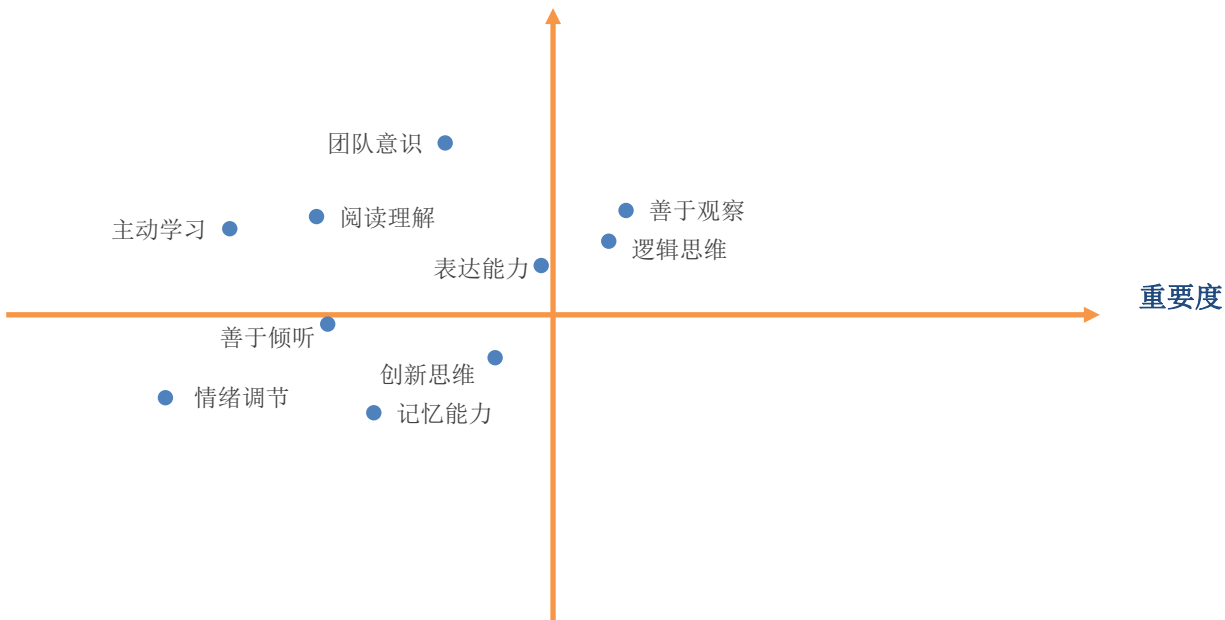 团队意识
善于观察
阅读理解
主动学习
逻辑思维
表达能力
重要度
善于倾听
创新思维
情绪调节
记忆能力